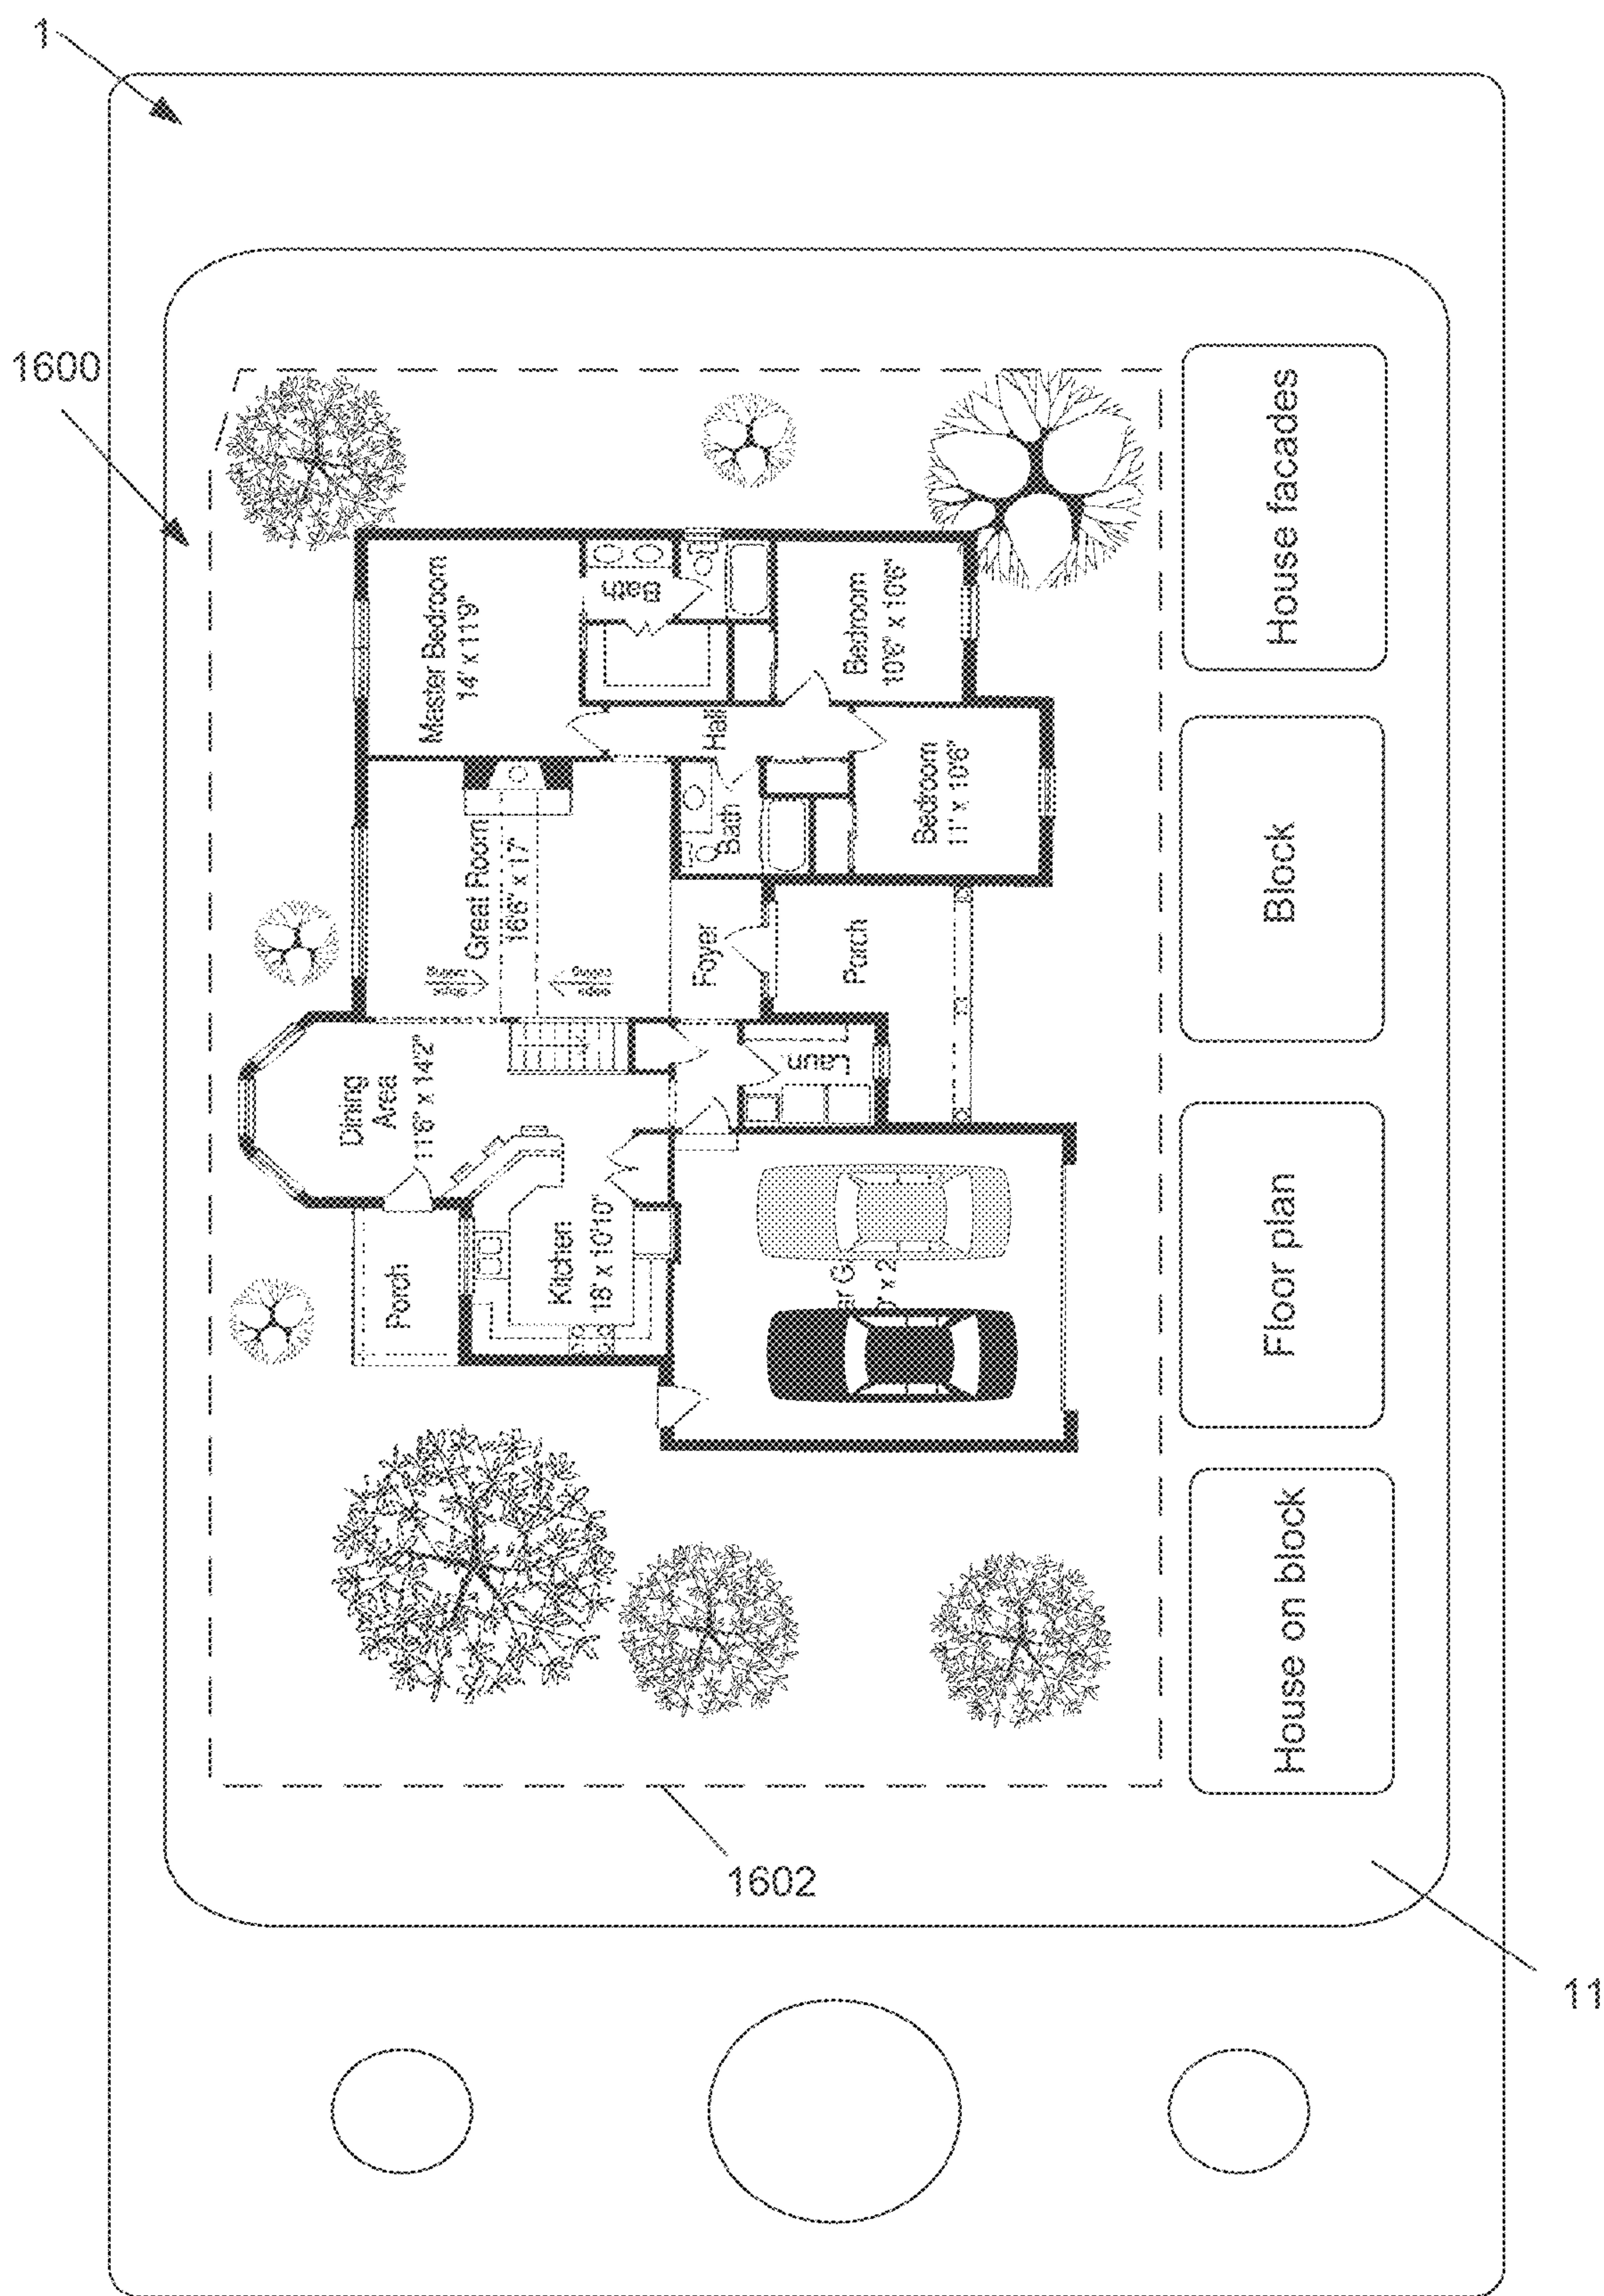 1
1600
Master Bedroom
14' x 11'9"
Bath
Bedroom
10'6" x 10'6"
Hall
Great Room
16'6" x 17'
Bath
Bedroom
11' x 10'6"
Foyer
Porch
Dining
Area
11'6" x 14'2"
Laun
Porch
Kitchen
18' x 10'10"
House facades
Block
Floor plan
House on block
1602
11